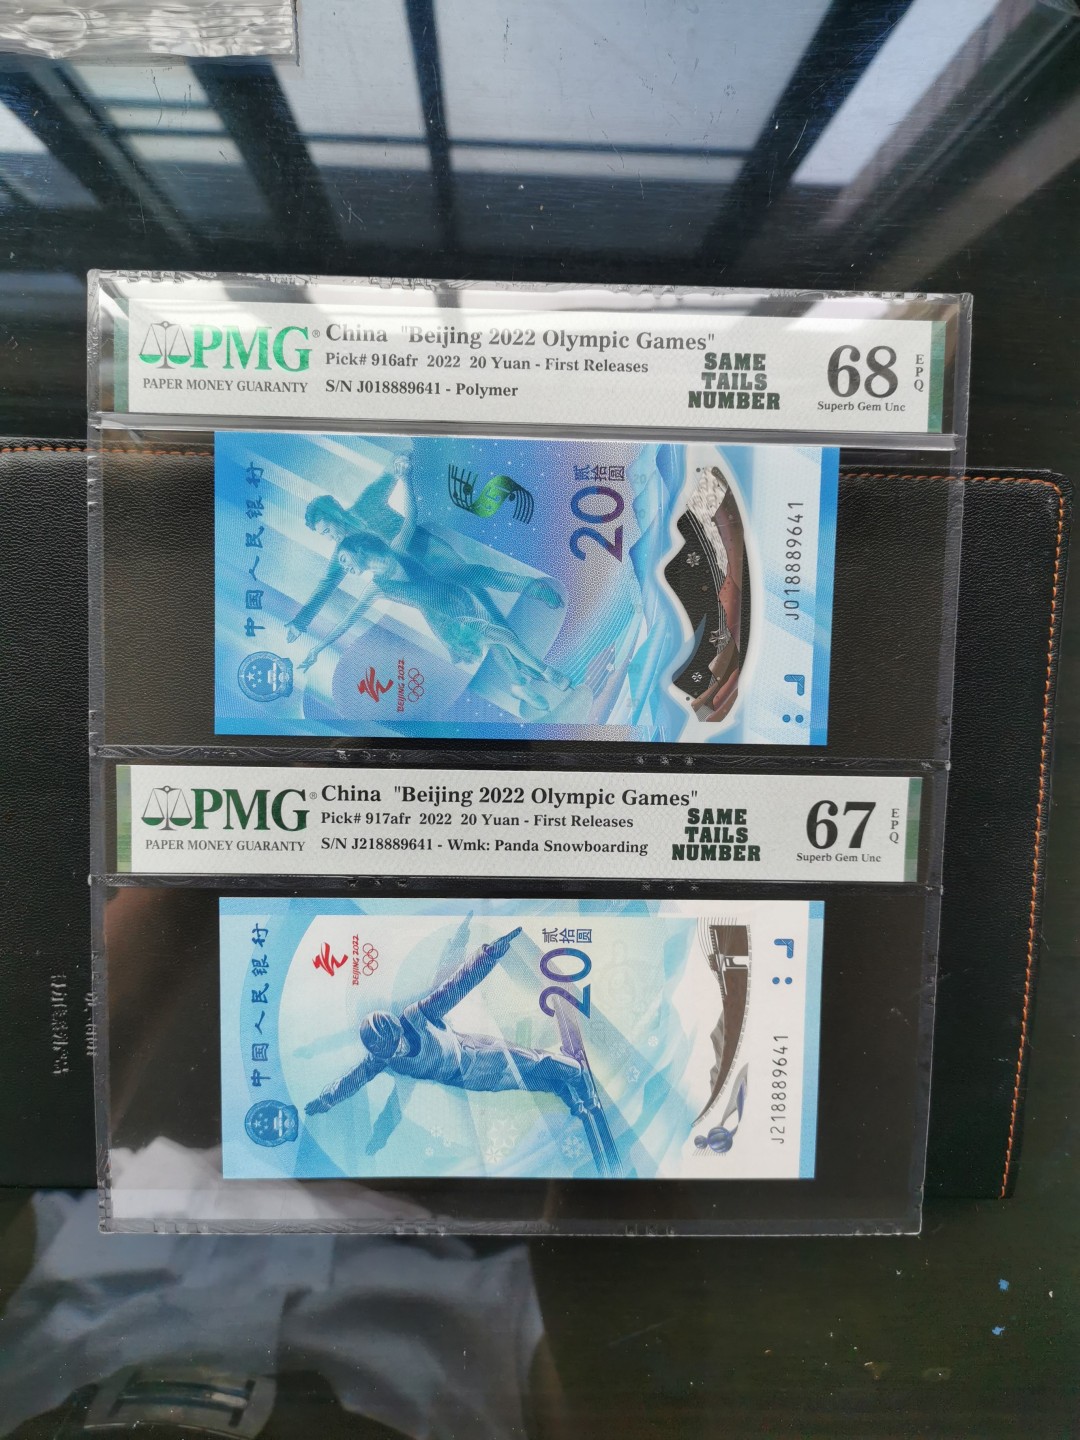 PMG®
PAPER MONEY GUARANTY
China "Beijing 2022 Olympic Games"
Pick# 916afr 2022 20 Yuan - First Releases
S/N J018889641 - Polymer
SAME
TAILS
NUMBER
68
EPQ
Superb Gem Unc
中国人民银行
BEIJING 2022
贰拾圆
20
J018889641
PMG®
PAPER MONEY GUARANTY
China "Beijing 2022 Olympic Games"
Pick# 917afr 2022 20 Yuan - First Releases
S/N J218889641 - Wmk: Panda Snowboarding
SAME
TAILS
NUMBER
67
EPQ
Superb Gem Unc
中国人民银行
BEIJING 2022
贰拾圆
20
J218889641